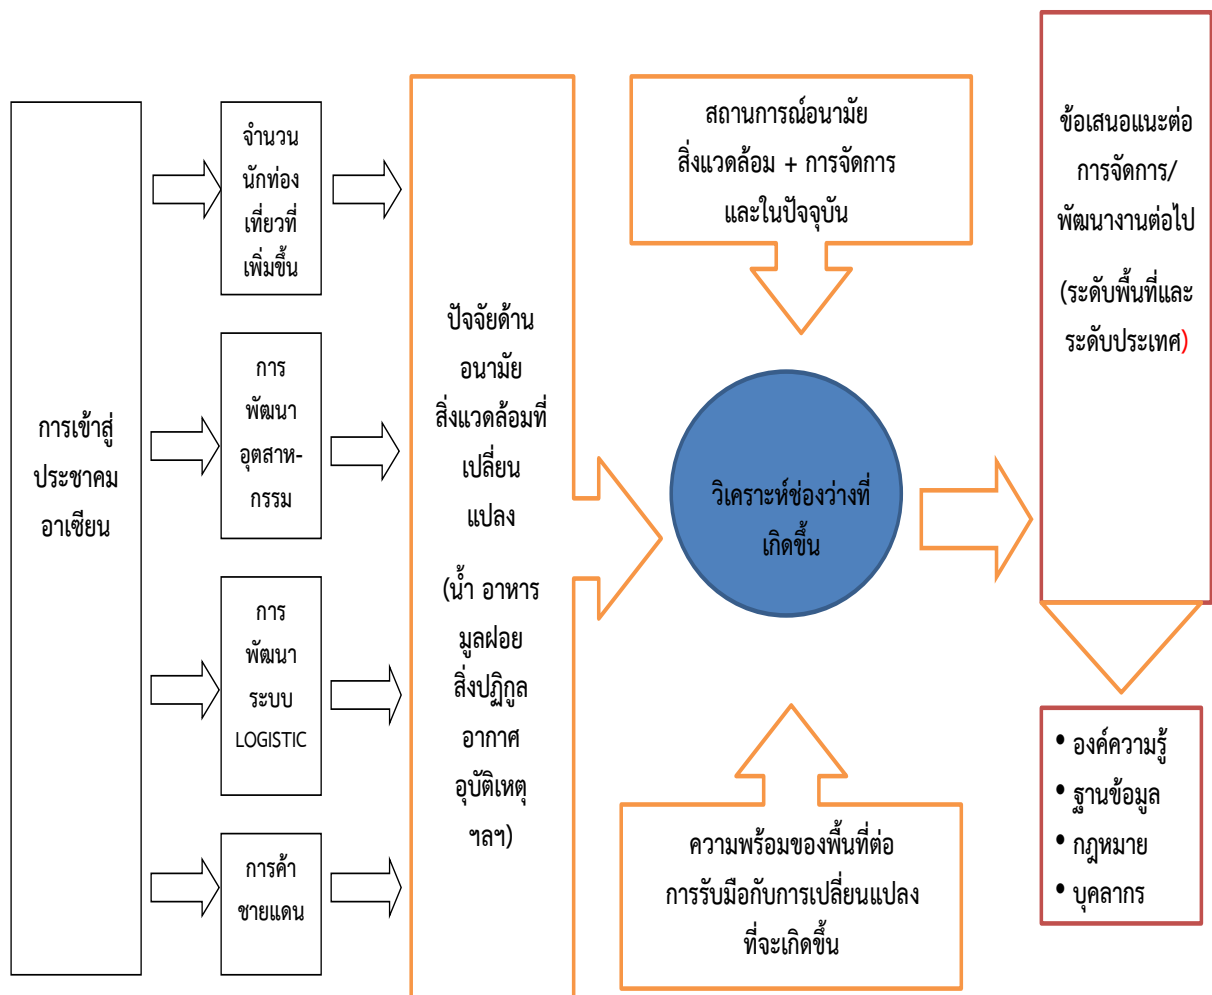 การเข้าสู่
ประชาคม
อาเซียน
จำนวน
นักท่อง
เที่ยวที่
เพิ่มขึ้น
การ
พัฒนา
อุตสาห-
กรรม
การ
พัฒนา
ระบบ
LOGISTIC
การค้า
ชายแดน
ปัจจัยด้าน
อนามัย
สิ่งแวดล้อมที่
เปลี่ยน
แปลง
(น้ำ อาหาร
มูลฝอย
สิ่งปฏิกูล
อากาศ
อุบัติเหตุ
ฯลฯ)
สถานการณ์อนามัย
สิ่งแวดล้อม + การจัดการ
และในปัจจุบัน
วิเคราะห์ช่องว่างที่
เกิดขึ้น
ความพร้อมของพื้นที่ต่อ
การรับมือกับการเปลี่ยนแปลง
ที่จะเกิดขึ้น
ข้อเสนอแนะต่อ
การจัดการ/
พัฒนางานต่อไป
(ระดับพื้นที่และ
ระดับประเทศ)
• องค์ความรู้
• ฐานข้อมูล
• กฎหมาย
• บุคลากร